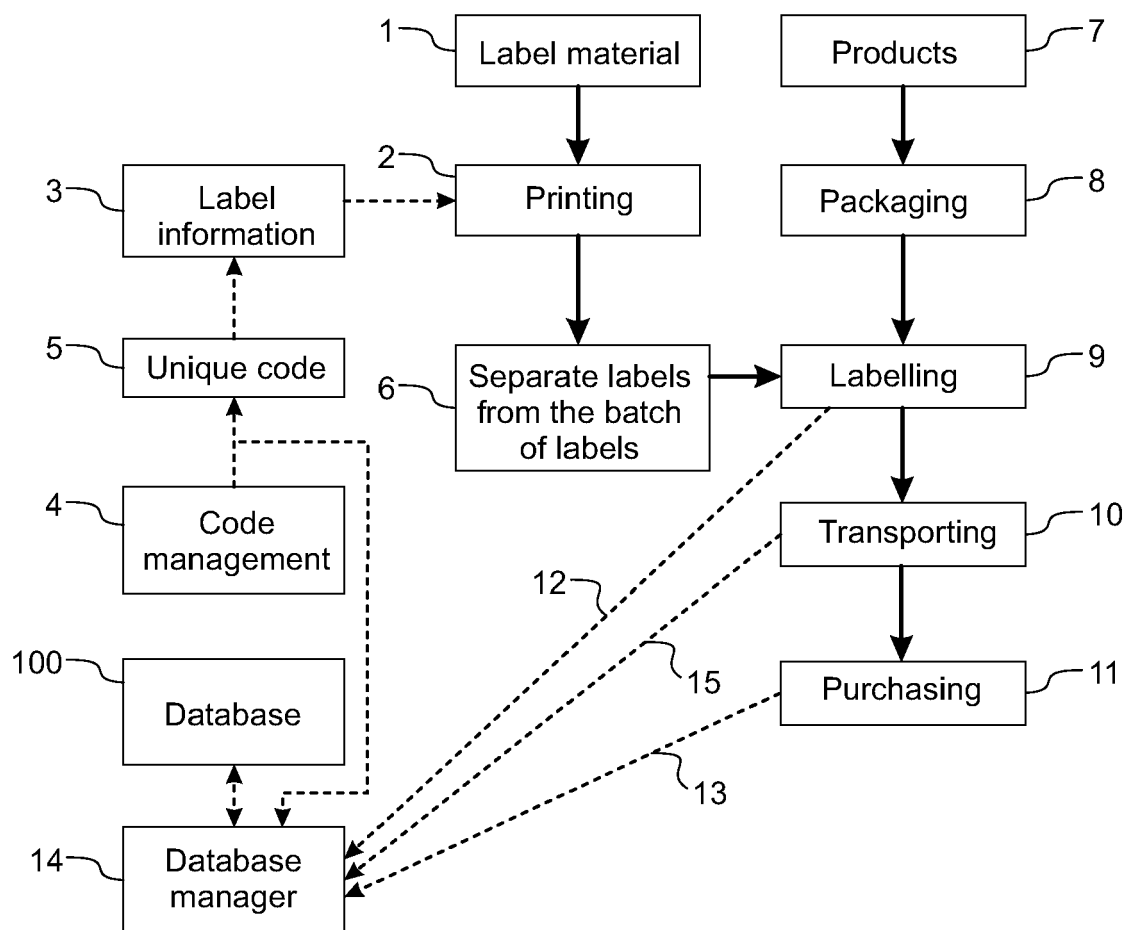 1
Label material
7
Products
2
Printing
8
Packaging
3
Label
information
5
Unique code
6
Separate labels
from the batch
of labels
9
Labelling
4
Code
management
10
Transporting
12
15
100
Database
11
Purchasing
13
14
Database
manager